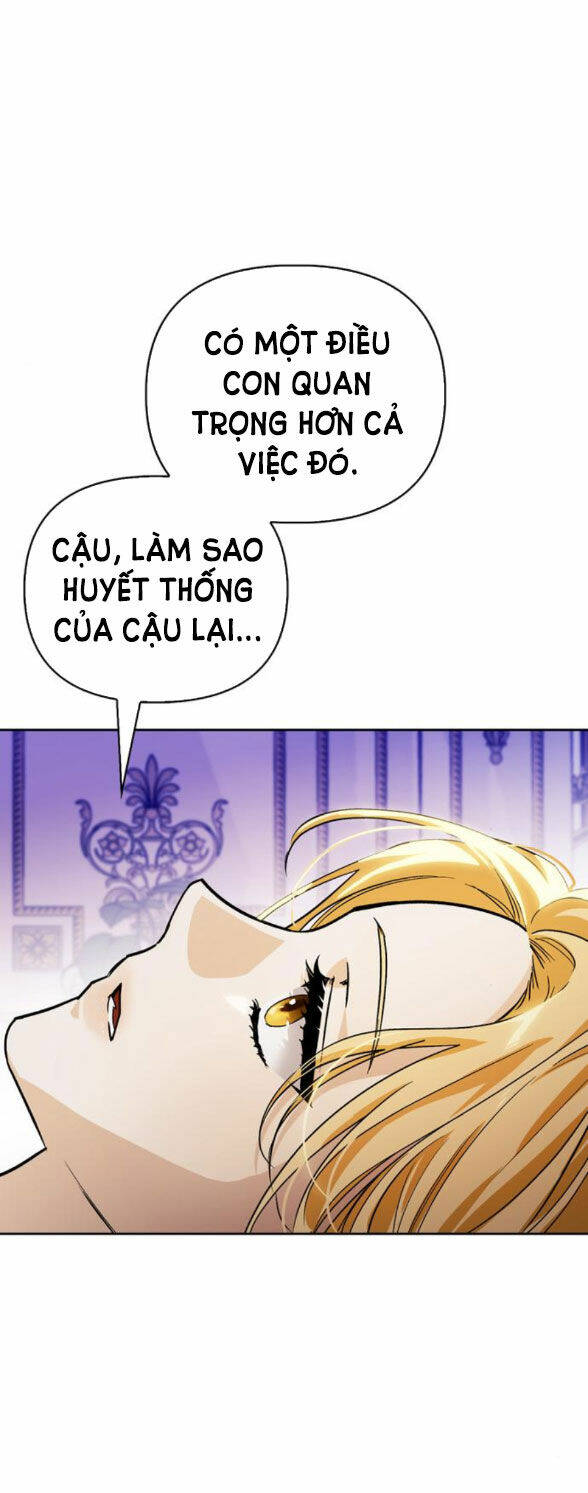 CÓ MỘT ĐIỀU
CON QUAN
TRỌNG HƠN CẢ
VIỆC ĐÓ.
CẬU, LÀM SAO
HUYẾT THỐNG
CỦA CẬU LẠI...